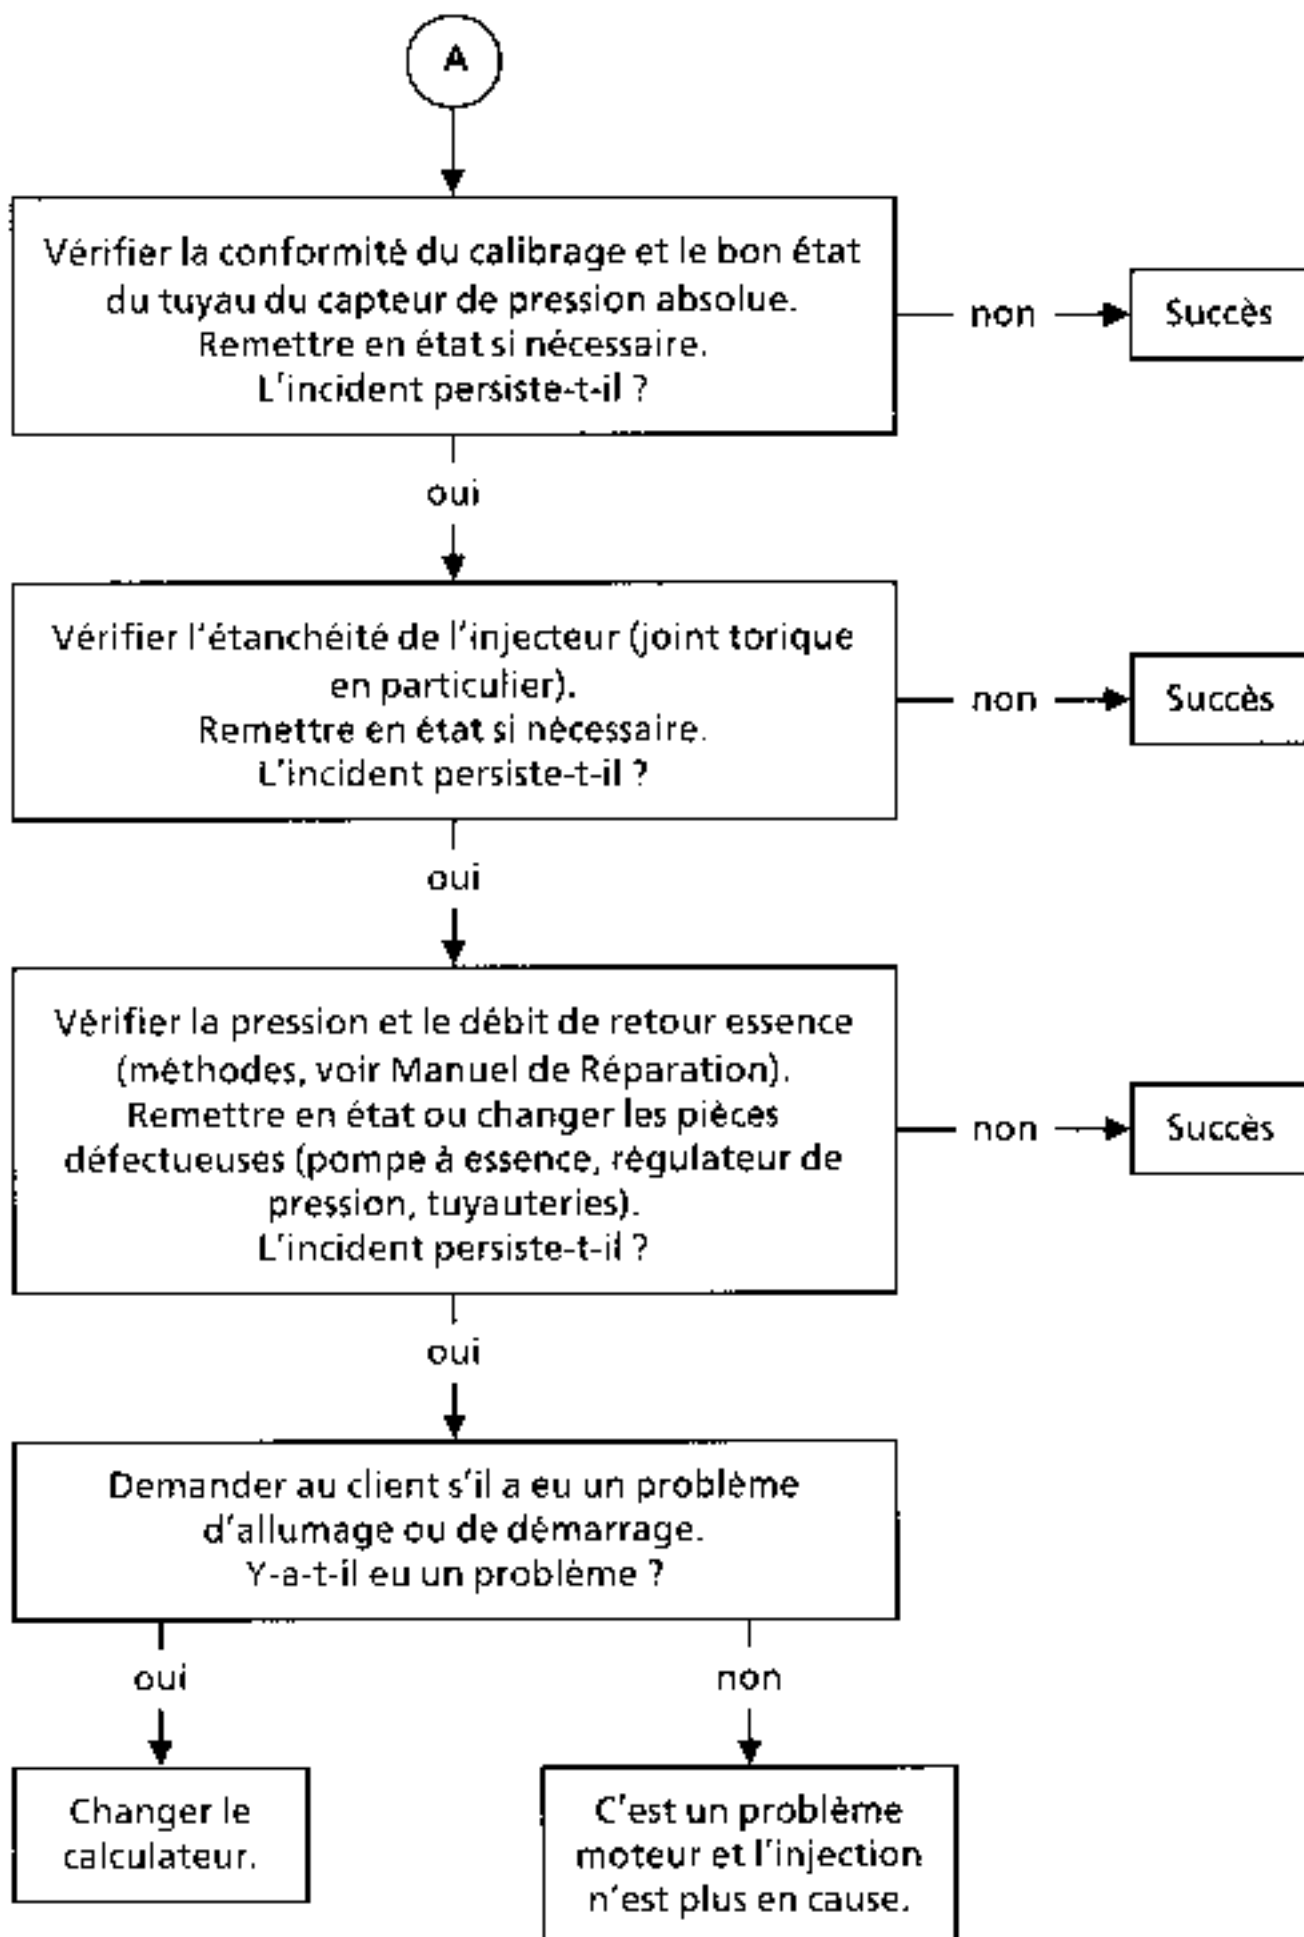 A
Vérifier la conformité du calibrage et le bon état
du tuyau du capteur de pression absolue.
Remettre en état si nécessaire.
L'incident persiste-t-il ?
non
Succès
oui
Vérifier l'étanchéité de l'injecteur (joint torique
en particulier).
Remettre en état si nécessaire.
L'incident persiste-t-il ?
non
Succès
oui
Vérifier la pression et le débit de retour essence
(méthodes, voir Manuel de Réparation).
Remettre en état ou changer les pièces
défectueuses (pompe à essence, régulateur de
pression, tuyauteries).
L'incident persiste-t-il ?
non
Succès
oui
Demander au client s'il a eu un problème
d'allumage ou de démarrage.
Y-a-t-il eu un problème ?
oui
non
Changer le
calculateur.
C'est un problème
moteur et l'injection
n'est plus en cause.